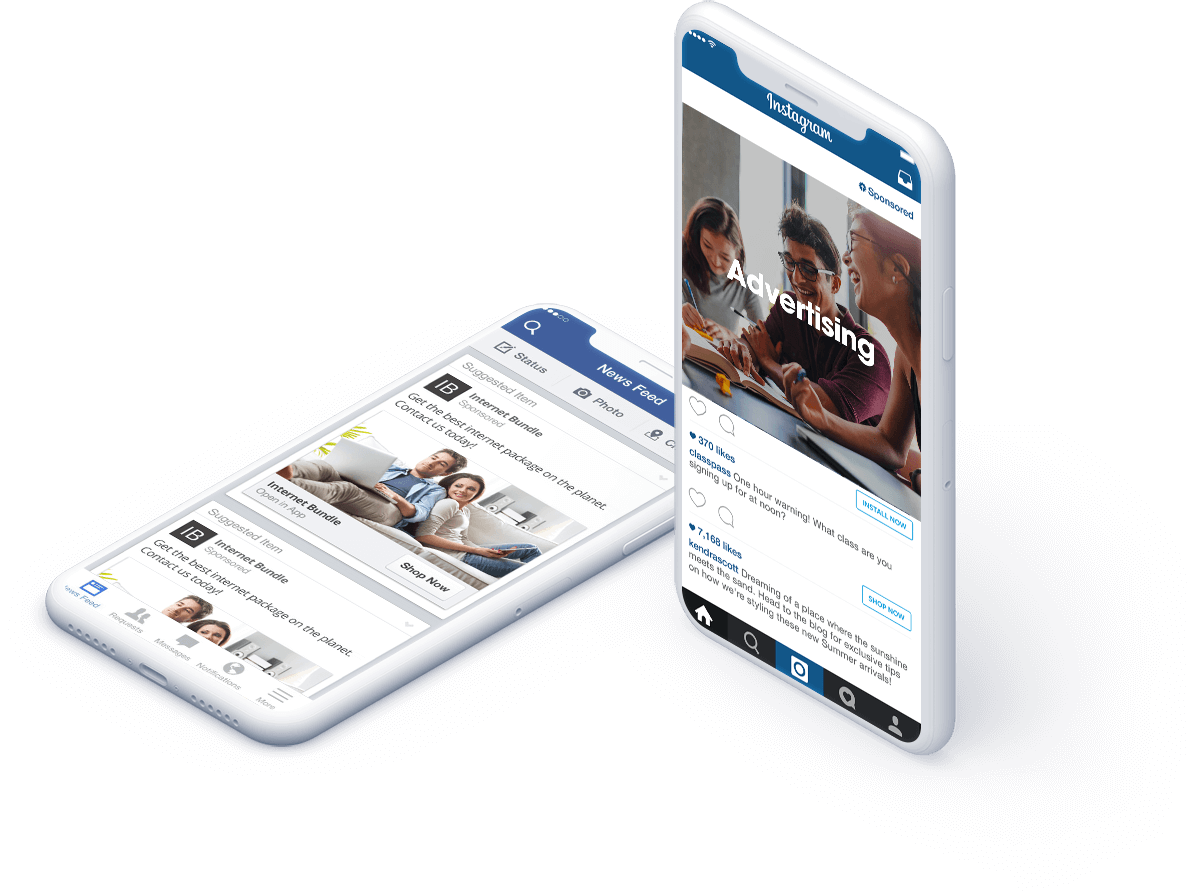 News Feed
Status
Photo
Suggested Item
IB
Internet Bundle
Sponsored
Get the best internet package on the planet.
Contact us today!
Internet Bundle
Open in App
Shop Now
Suggested Item
IB
Internet Bundle
Sponsored
Get the best internet package on the planet.
Contact us today!
News Feed
Requests
Messages
Notifications
More
Instagram
Sponsored
Advertising
370 likes
classpass One hour warning! What class are you
signing up for at noon?
INSTALL NOW
7,168 likes
kendrascott Dreaming of a place where the sunshine
meets the sand. Head to the blog for exclusive tips
on how we're styling these new Summer arrivals!
SHOP NOW